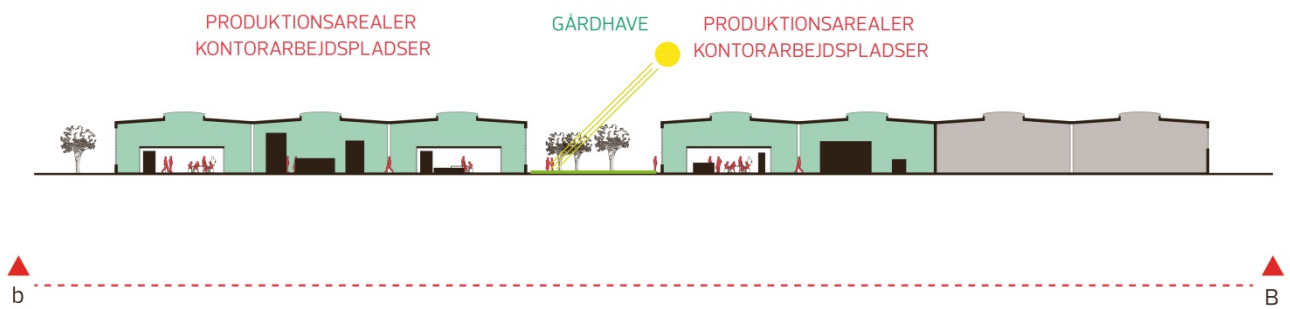 PRODUKTIONSAREALER
KONTORARBEJDSPLADSER
GÅRDHAVE
PRODUKTIONSAREALER
KONTORARBEJDSPLADSER
b
B